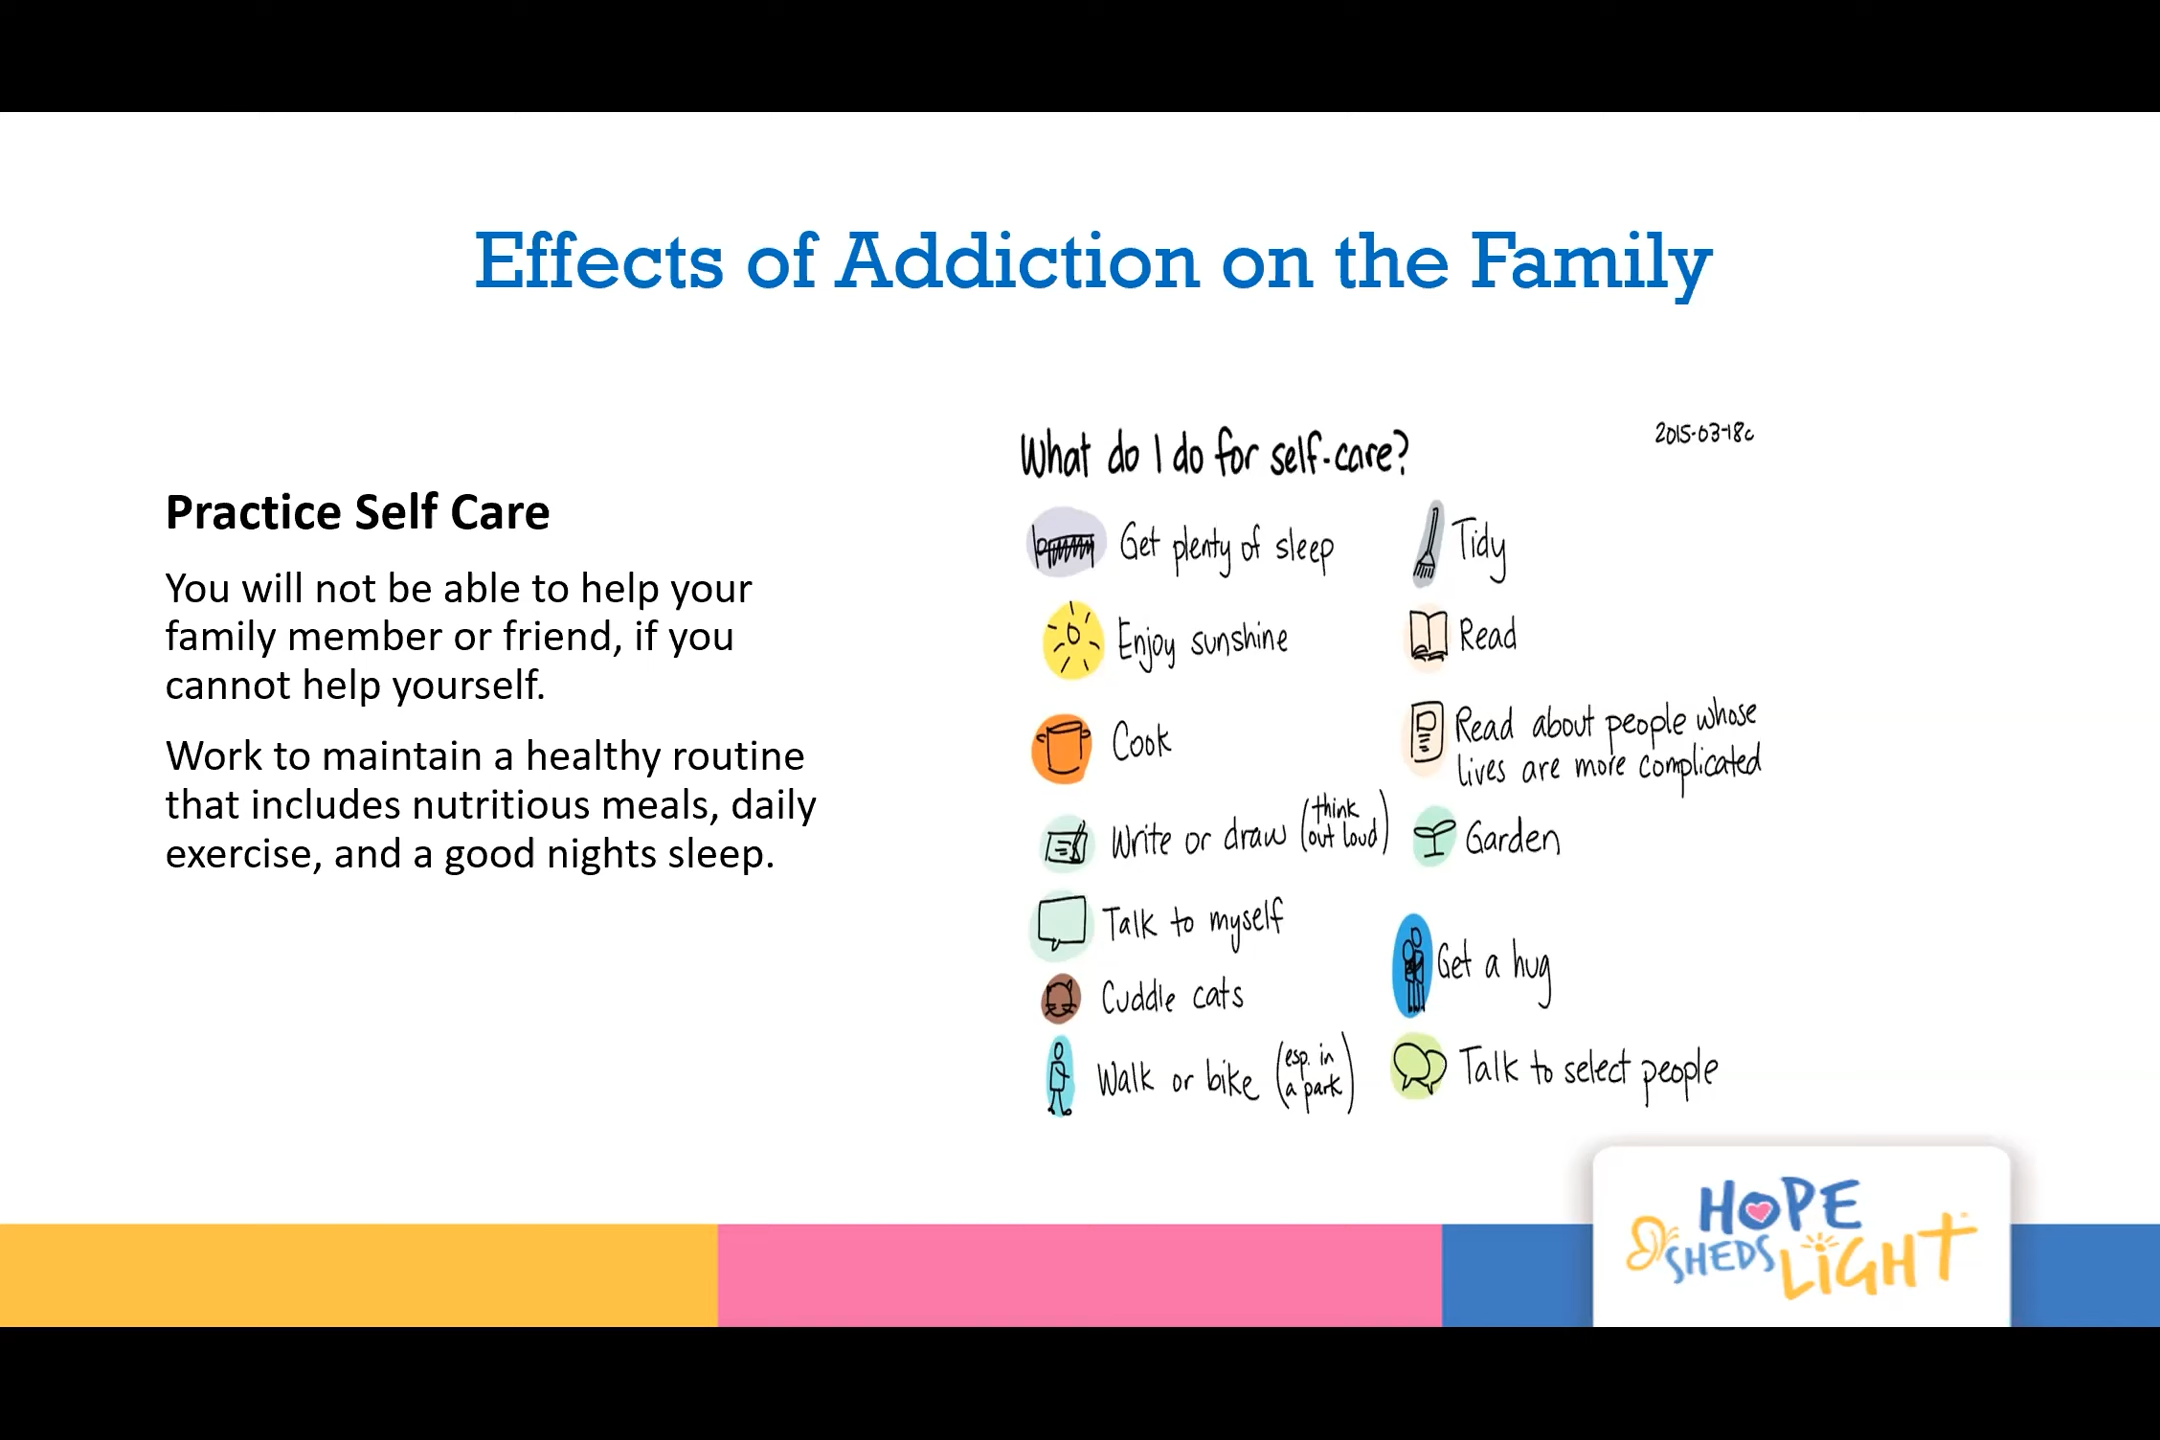 Effects of Addiction on the Family
Practice Self Care
You will not be able to help your
family member or friend, if you
cannot help yourself.
Work to maintain a healthy routine
that includes nutritious meals, daily
exercise, and a good nights sleep.
What do I do for self-care?
2015-03-18c
Get plenty of sleep
Enjoy sunshine
Cook
Write or draw (think
out loud)
Talk to myself
Cuddle cats
Walk or bike (esp. in
a park)
Tidy
Read
Read about people whose
lives are more complicated
Garden
Get a hug
Talk to select people
HOPE
SHEDS
LiGHT